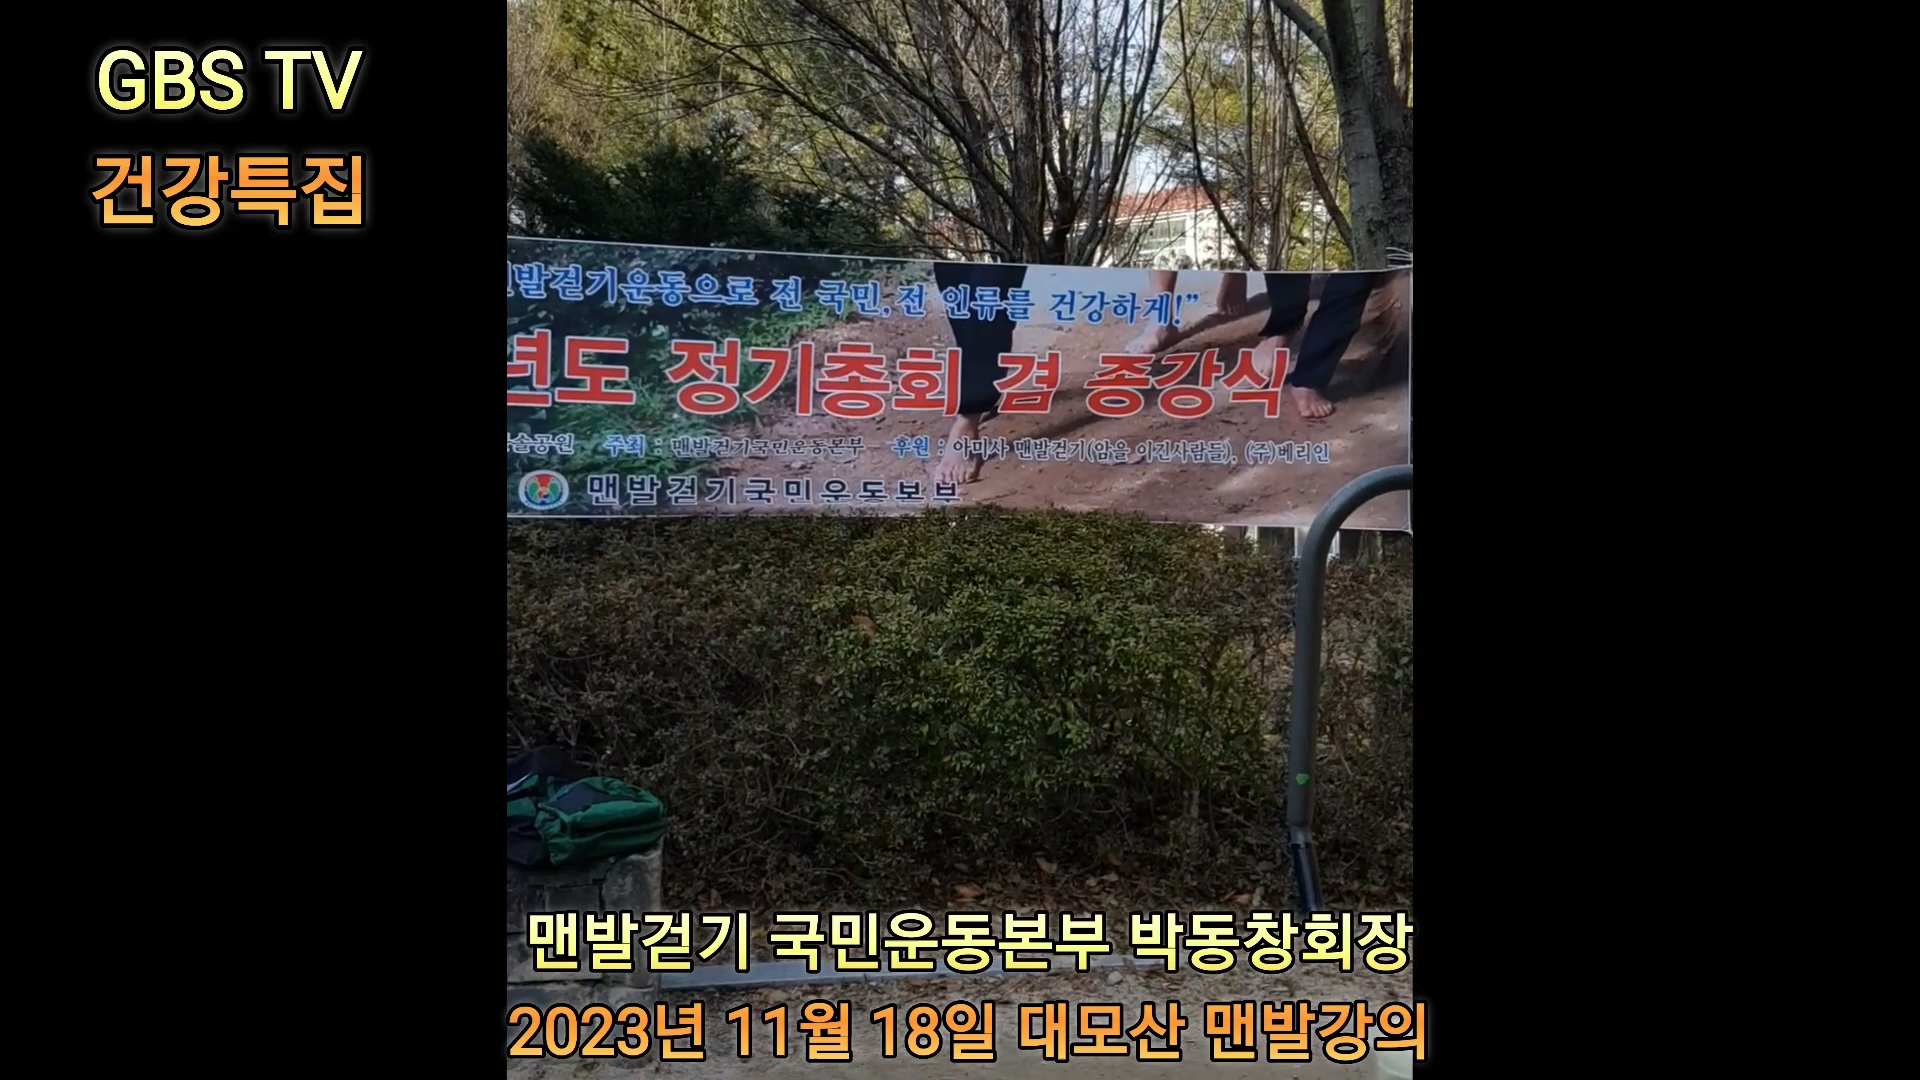 GBS TV
건강특집
맨발걷기운동으로 전 국민, 전 인류를 건강하게!”
년도 정기총회 겸 종강식
솔공원 주최 : 맨발걷기국민운동본부 후원 : 아미사 맨발걷기(암을 이긴사람들), (주)베리인
맨발걷기국민운동본부
맨발걷기 국민운동본부 박동창회장
2023년 11월 18일 대모산 맨발강의